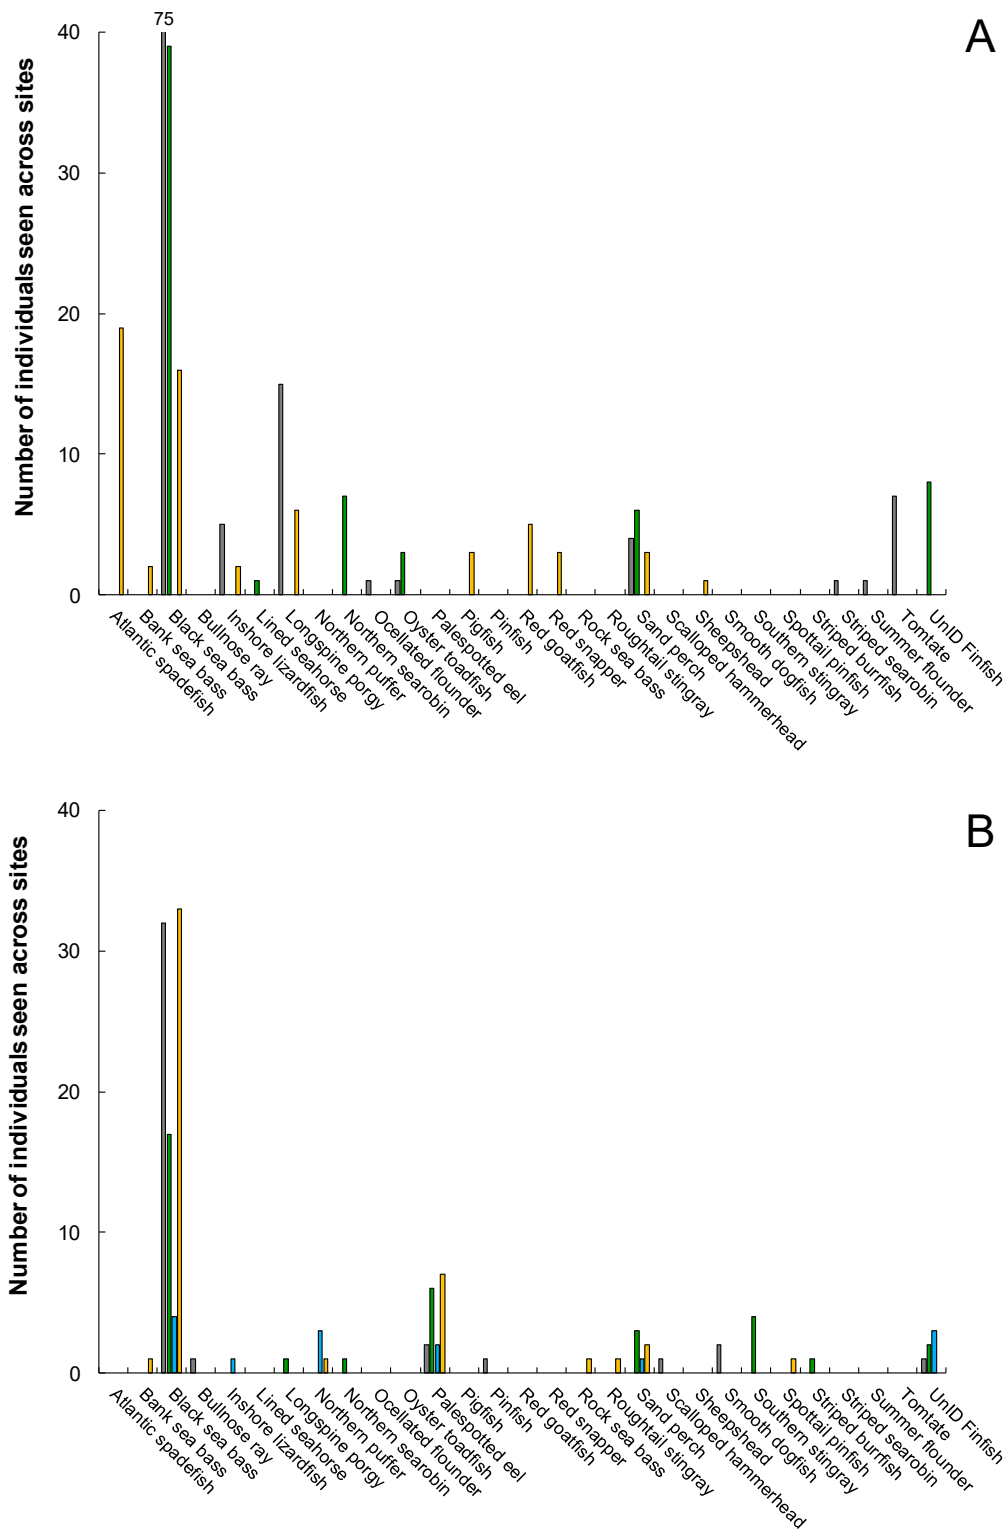 75
A
40
30
20
10
0
Number of individuals seen across sites
Atlantic spadefish
Bank sea bass
Black sea bass
Bullnose ray
Inshore lizardfish
Lined seahorse
Longspine porgy
Northern puffer
Northern searobin
Ocellated flounder
Oyster toadfish
Palespotted eel
Pigfish
Pinfish
Red goatfish
Red snapper
Rock sea bass
Roughtail stingray
Sand perch
Scalloped hammerhead
Sheepshead
Smooth dogfish
Southern stingray
Spottail pinfish
Striped burrfish
Striped searobin
Summer flounder
Tomtate
UnID Finfish
B
40
30
20
10
0
Number of individuals seen across sites
Atlantic spadefish
Bank sea bass
Black sea bass
Bullnose ray
Inshore lizardfish
Lined seahorse
Longspine porgy
Northern puffer
Northern searobin
Ocellated flounder
Oyster toadfish
Palespotted eel
Pigfish
Pinfish
Red goatfish
Red snapper
Rock sea bass
Roughtail stingray
Sand perch
Scalloped hammerhead
Sheepshead
Smooth dogfish
Southern stingray
Spottail pinfish
Striped burrfish
Striped searobin
Summer flounder
Tomtate
UnID Finfish